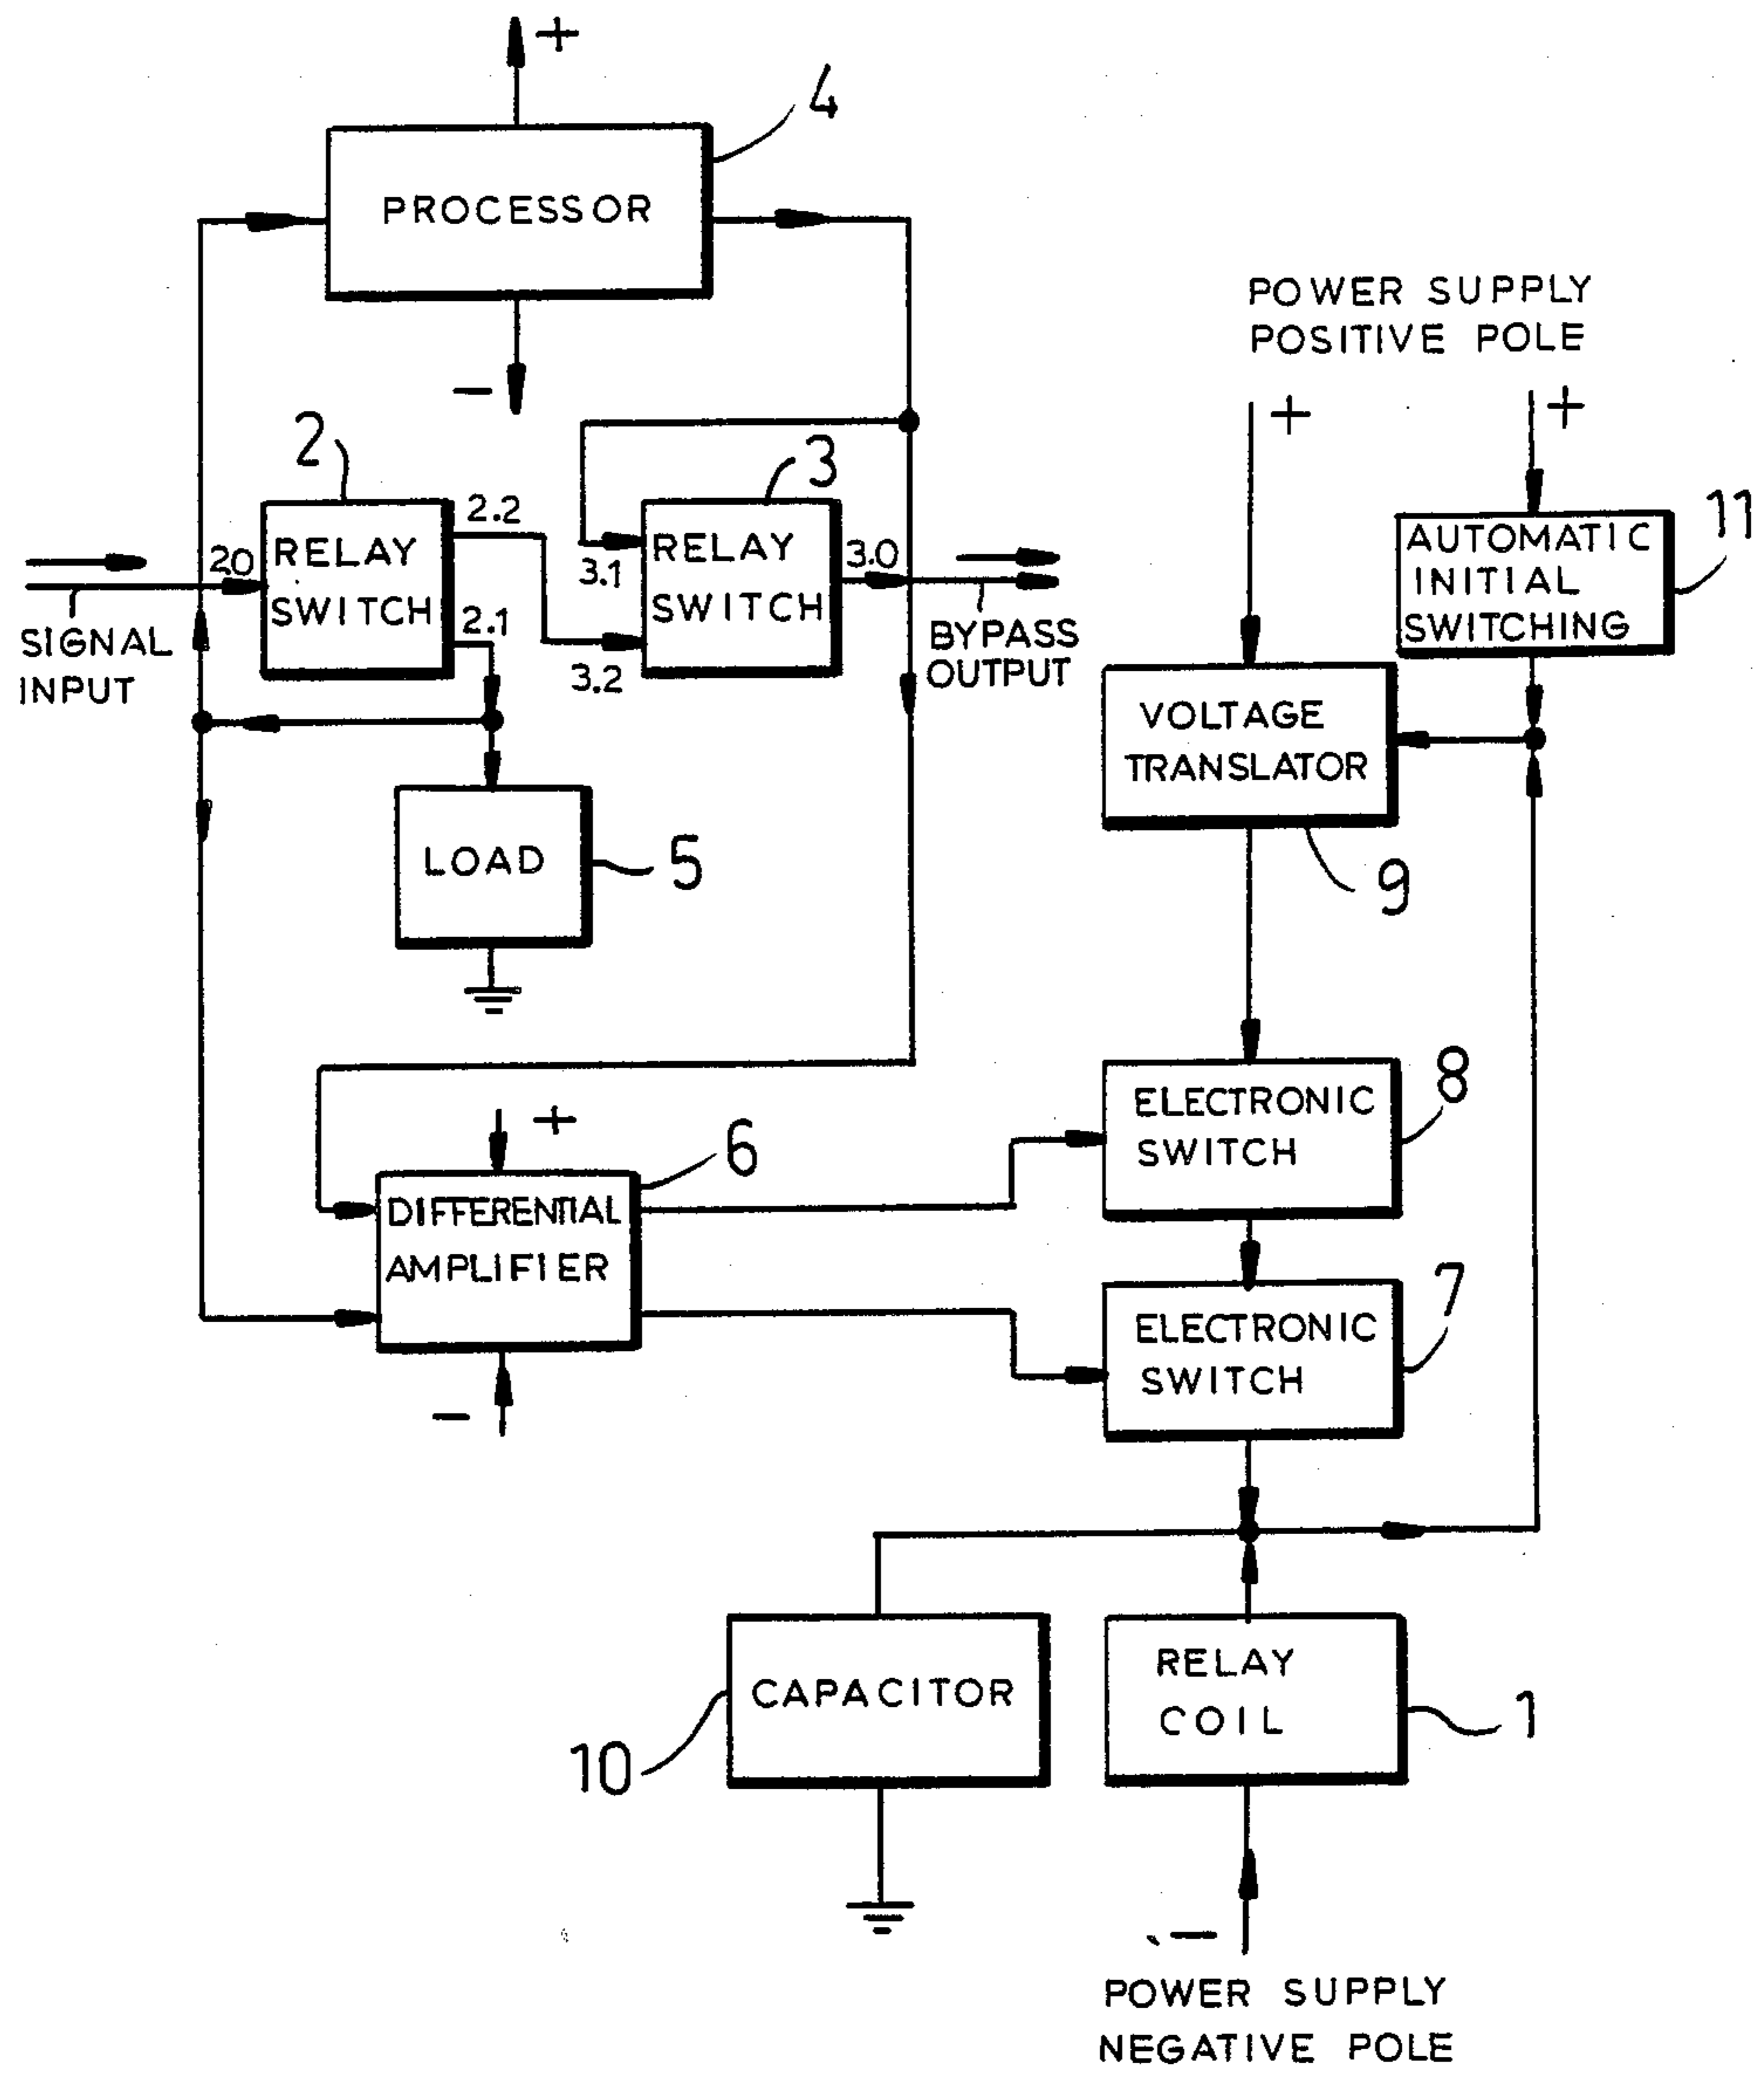 +
4
PROCESSOR
−
POWER SUPPLY
POSITIVE POLE
+
+
2
3
11
2.2
20
RELAY
SWITCH
2.1
3.1
RELAY
SWITCH
3.0
3.2
AUTOMATIC
INITIAL
SWITCHING
SIGNAL
INPUT
BYPASS
OUTPUT
VOLTAGE
TRANSLATOR
9
LOAD
5
8
ELECTRONIC
SWITCH
+
6
DIFFERENTIAL
AMPLIFIER
−
7
ELECTRONIC
SWITCH
CAPACITOR
10
RELAY
COIL
1
−
POWER SUPPLY
NEGATIVE POLE